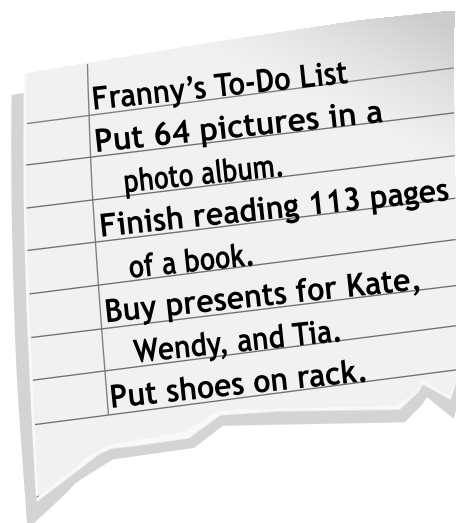 Franny's To-Do List
Put 64 pictures in a
photo album.
Finish reading 113 pages
of a book.
Buy presents for Kate,
Wendy, and Tia.
Put shoes on rack.